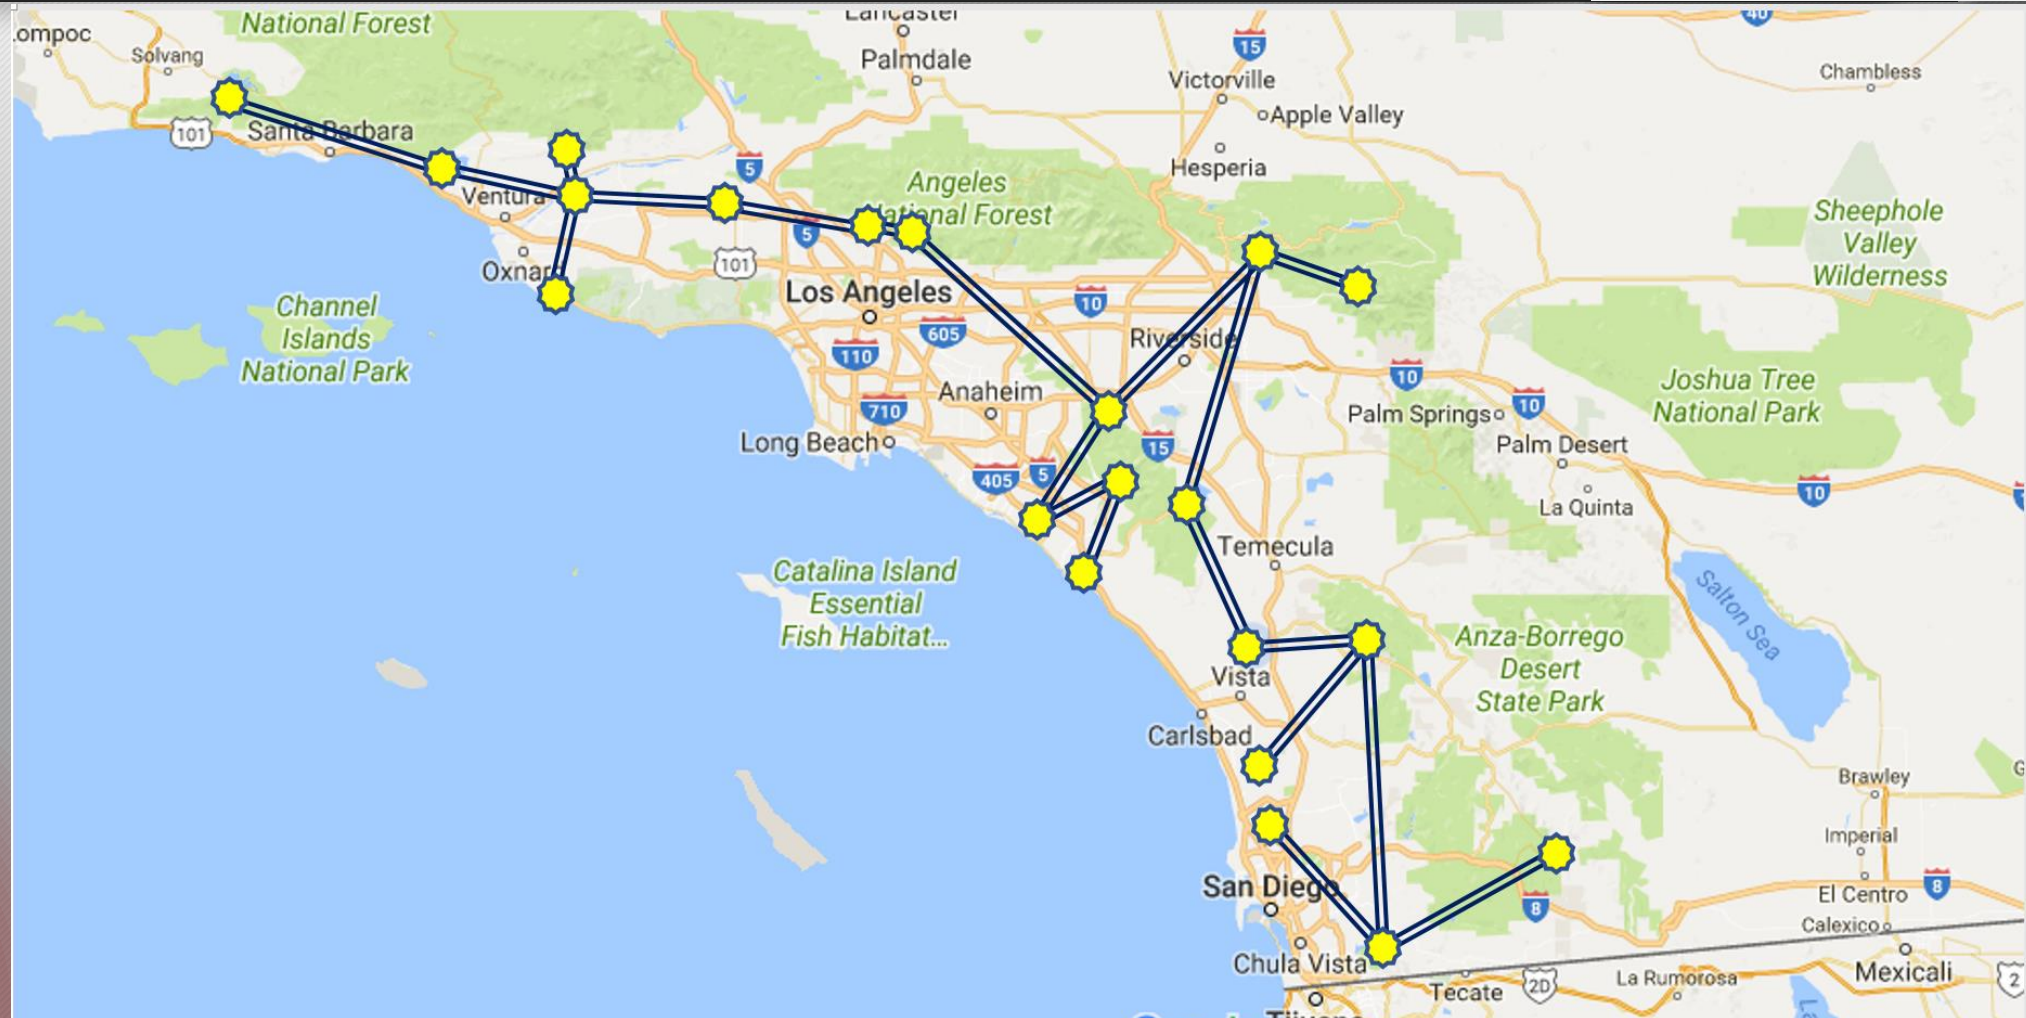 National Forest
Lancaster
40
ompoc
15
Solvang
Palmdale
Chambless
Victorville
Apple Valley
101
Santa Barbara
5
Hesperia
Angeles
National Forest
Ventura
Sheephole
Valley
Wilderness
5
101
Oxnar
Los Angeles
10
Channel
Islands
National Park
605
Riverside
110
10
Joshua Tree
National Park
Anaheim
710
Palm Springs
10
Long Beach
15
Palm Desert
405
5
10
La Quinta
Temecula
Catalina Island
Essential
Fish Habitat...
Salton Sea
Anza-Borrego
Desert
State Park
Vista
Carlsbad
Brawley
G
Imperial
San Diego
El Centro
8
8
Calexico
Chula Vista
Tecate
2D
La Rumorosa
Mexicali
2